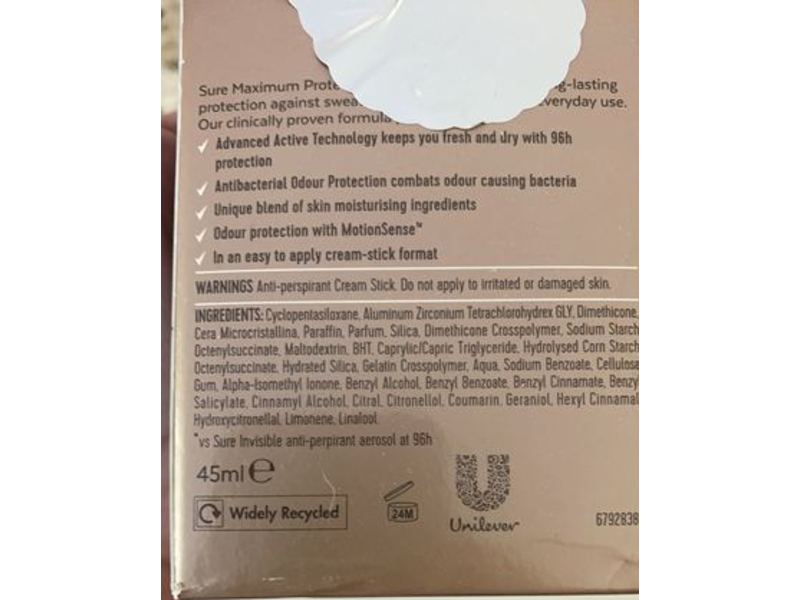 Sure Maximum Prote
g-lasting
protection against swea
everyday use.
Our clinically proven formula
Advanced Active Technology keeps you fresh and dry with 96h
protection
Antibacterial Odour Protection combats odour causing bacteria
Unique blend of skin moisturising ingredients
Odour protection with MotionSense™
In an easy to apply cream-stick format
WARNINGS Anti-perspirant Cream Stick. Do not apply to irritated or damaged skin.
INGREDIENTS: Cyclopentasiloxane, Aluminum Zirconium Tetrachlorohydrex GLY, Dimethicone,
Cera Microcristallina, Paraffin, Parfum, Silica, Dimethicone Crosspolymer, Sodium Starch
Octenylsuccinate, Maltodextrin, BHT, Caprylic/Capric Triglyceride, Hydrolysed Corn Starch
Octenylsuccinate, Hydrated Silica, Gelatin Crosspolymer, Aqua, Sodium Benzoate, Cellulose
Gum, Alpha-Isomethyl Ionone, Benzyl Alcohol, Benzyl Benzoate, Benzyl Cinnamate, Benzy
Salicylate, Cinnamyl Alcohol, Citral, Citronellol, Coumarin, Geraniol, Hexyl Cinnamal
Hydroxycitronellal, Limonene, Linalool
*vs Sure Invisible anti-perpirant aerosol at 96h
45ml e
Widely Recycled
24M
Unilever
6792838